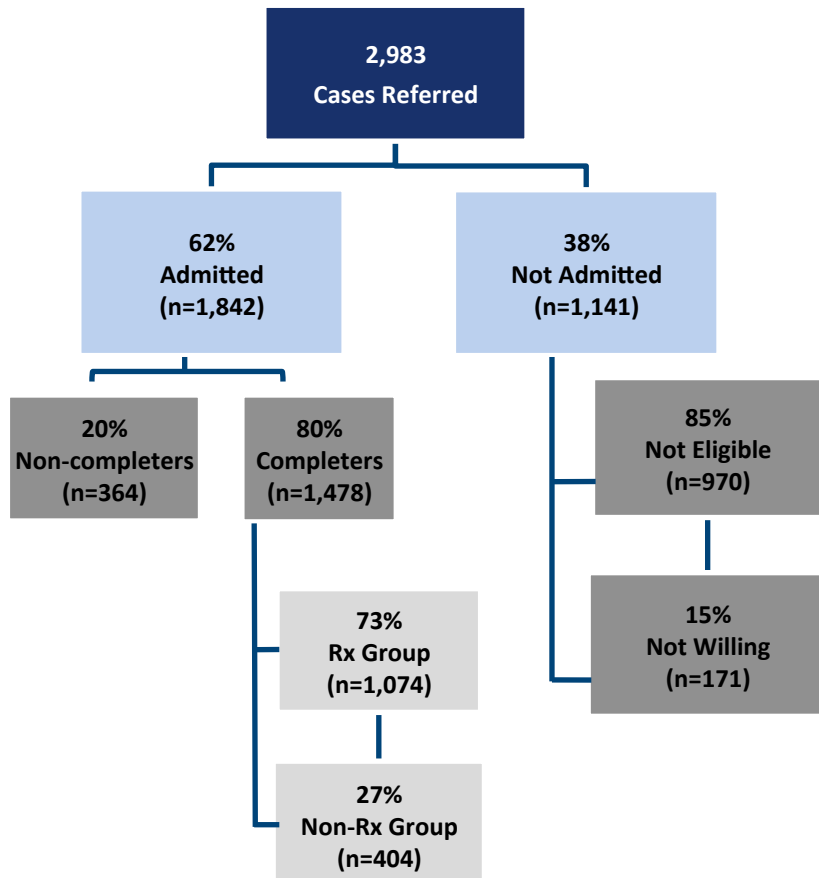 2,983
Cases Referred
62%
Admitted
(n=1,842)
38%
Not Admitted
(n=1,141)
20%
Non-completers
(n=364)
80%
Completers
(n=1,478)
85%
Not Eligible
(n=970)
15%
Not Willing
(n=171)
73%
Rx Group
(n=1,074)
27%
Non-Rx Group
(n=404)